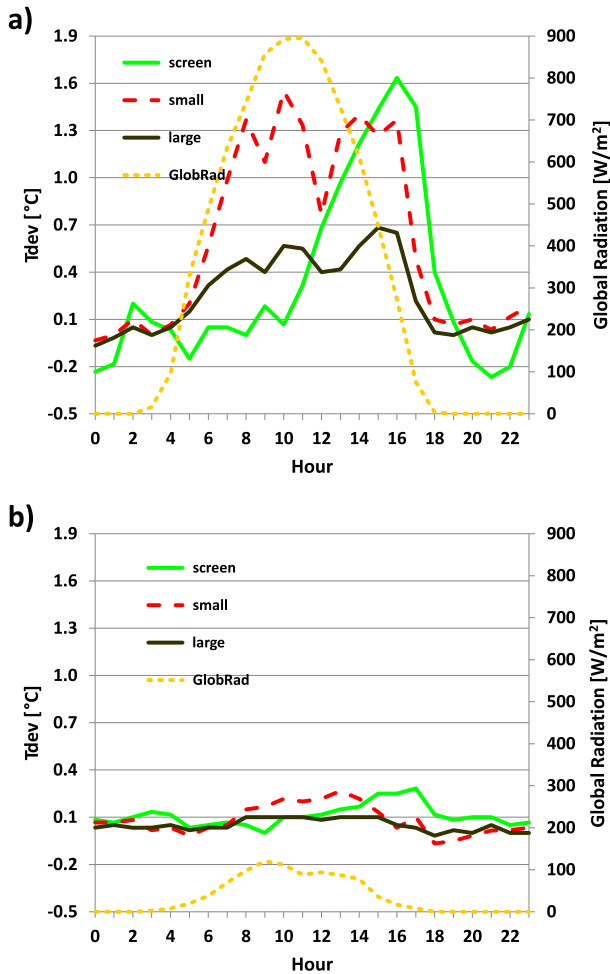 a)
1.9
1.6
1.3
1.0
0.7
0.4
0.1
-0.2
-0.5
Tdev [°C]
screen
small
large
GlobRad
900
800
700
600
500
400
300
200
100
0
Global Radiation [W/m²]
0 2 4 6 8 10 12 14 16 18 20 22
Hour
b)
1.9
1.6
1.3
1.0
0.7
0.4
0.1
-0.2
-0.5
Tdev [°C]
screen
small
large
GlobRad
900
800
700
600
500
400
300
200
100
0
Global Radiation [W/m²]
0 2 4 6 8 10 12 14 16 18 20 22
Hour